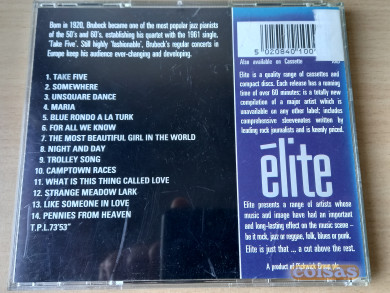 Born in 1920, Brubeck became one of the most popular jazz pianists
of the 50's and 60's, establishing his quartet with the 1961 single,
'Take Five'. Still highly 'fashionable', Brubeck's regular concerts in
Europe keep his audience ever-changing and developing.
1. TAKE FIVE
2. SOMEWHERE
3. UNSQUARE DANCE
4. MARIA
5. BLUE RONDO A LA TURK
6. FOR ALL WE KNOW
7. THE MOST BEAUTIFUL GIRL IN THE WORLD
8. NIGHT AND DAY
9. TROLLEY SONG
10. CAMPTOWN RACES
11. WHAT IS THIS THING CALLED LOVE
12. STRANGE MEADOW LARK
13. LIKE SOMEONE IN LOVE
14. PENNIES FROM HEAVEN
T.P.L.73'53"
5 020840 100
Also available on Cassette
Elite is a quality range of cassettes and
compact discs. Each release has a running
time of over 60 minutes; is a totally new
compilation of a major artist which is
unavailable on any other label; includes
comprehensive sleevenotes written by
leading rock journalists and is keenly priced.
élite
Elite presents a range of artists whose
music and image have had an important
and long-lasting effect on the music scene -
be it rock, jazz or reggae, folk, blues or punk.
Elite is just that ... a cut above the rest.
A product of Pickwick Group plc
coisas